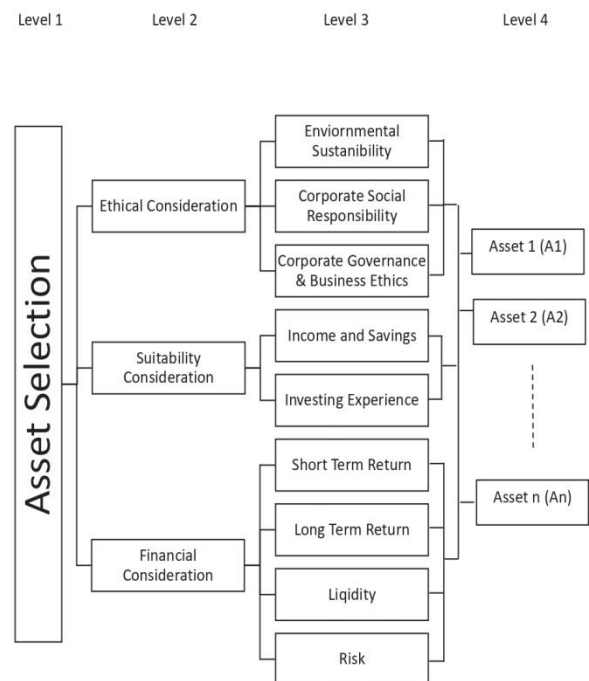 Level 1
Level 2
Level 3
Level 4
Asset Selection
Ethical Consideration
Suitability
Consideration
Financial
Consideration
Enviornmental
Sustanibility
Corporate Social
Responsibility
Corporate Governance
& Business Ethics
Income and Savings
Investing Experience
Short Term Return
Long Term Return
Liqidity
Risk
Asset 1 (A1)
Asset 2 (A2)
Asset n (An)